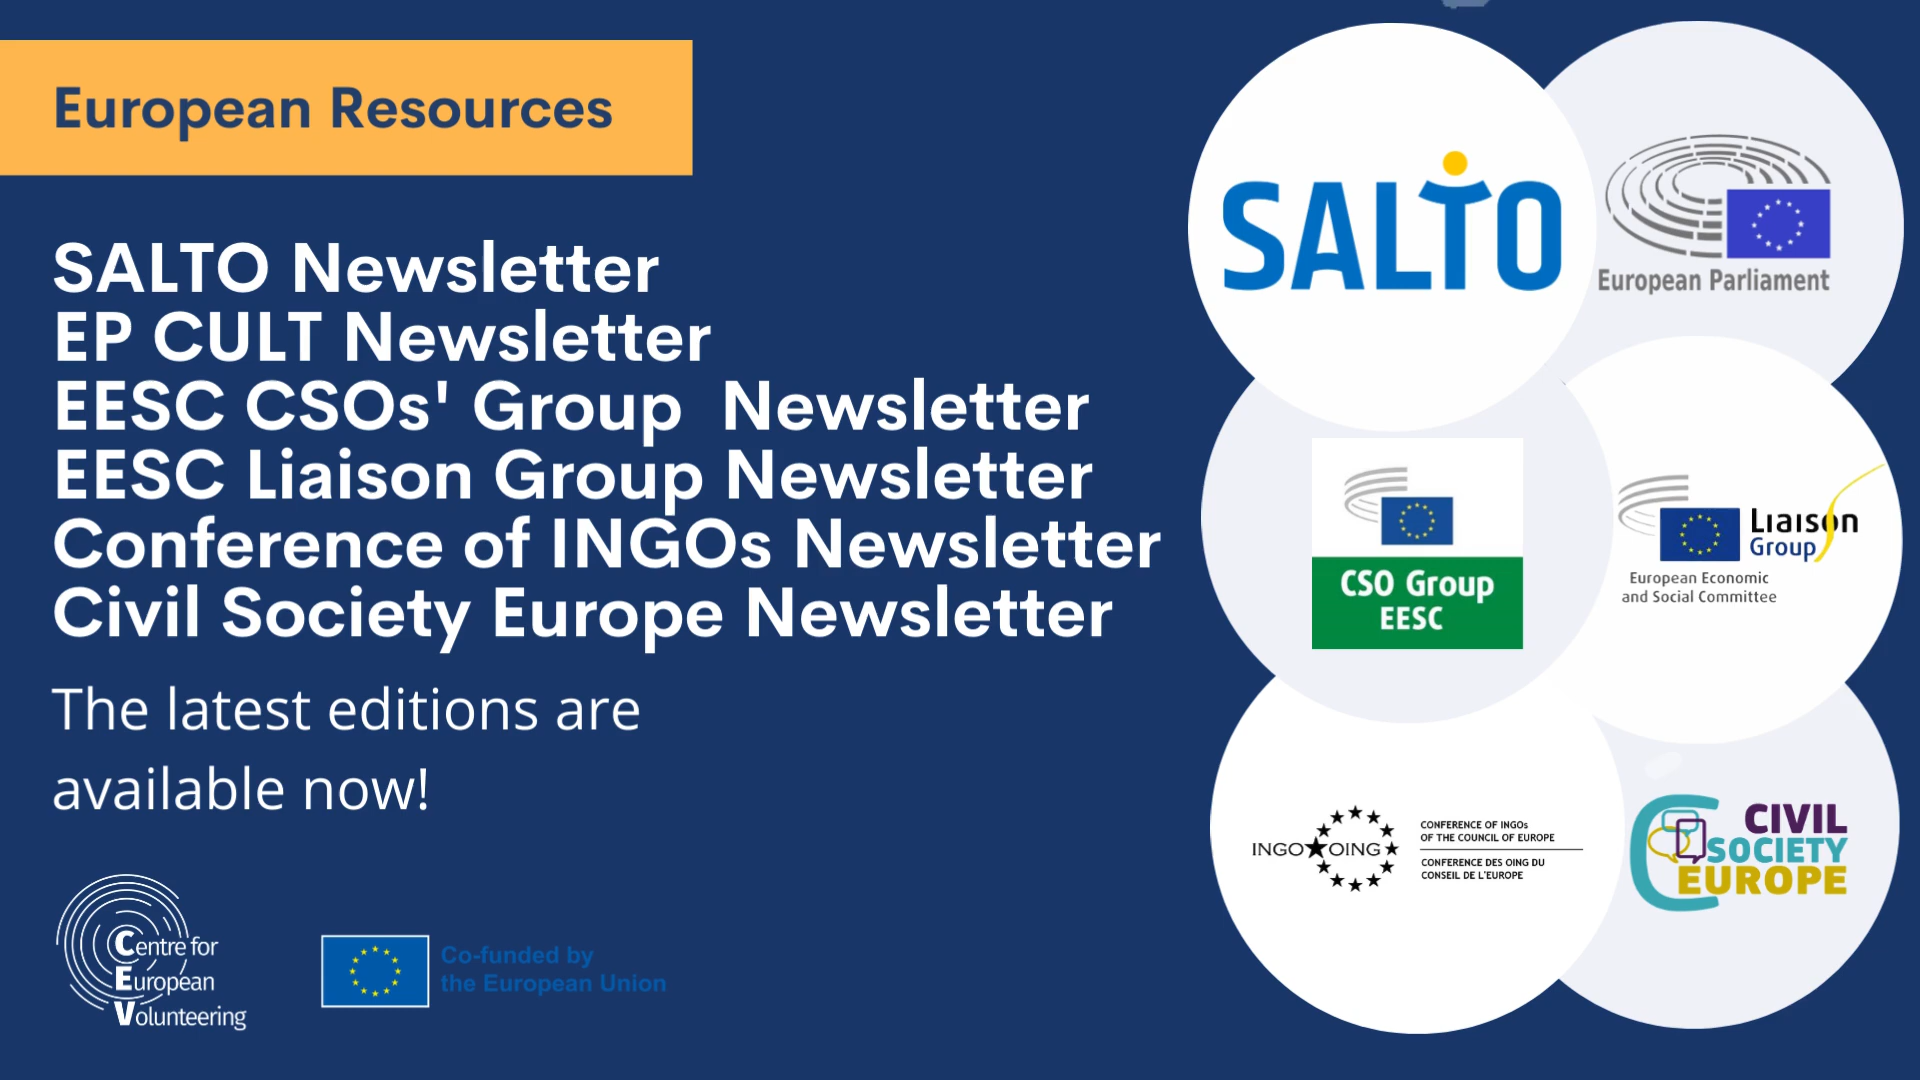 European Resources
SALTO Newsletter
EP CULT Newsletter
EESC CSOs' Group  Newsletter
EESC Liaison Group Newsletter
Conference of INGOs Newsletter
Civil Society Europe Newsletter
The latest editions are
available now!
Centre for
European
Volunteering
Co-funded by
the European Union
SALTO
European Parliament
CSO Group
EESC
Liaison
Group
European Economic
and Social Committee
INGO★OING
CONFERENCE OF INGOs
OF THE COUNCIL OF EUROPE
CONFERENCE DES OING DU
CONSEIL DE L'EUROPE
CIVIL
SOCIETY
EUROPE